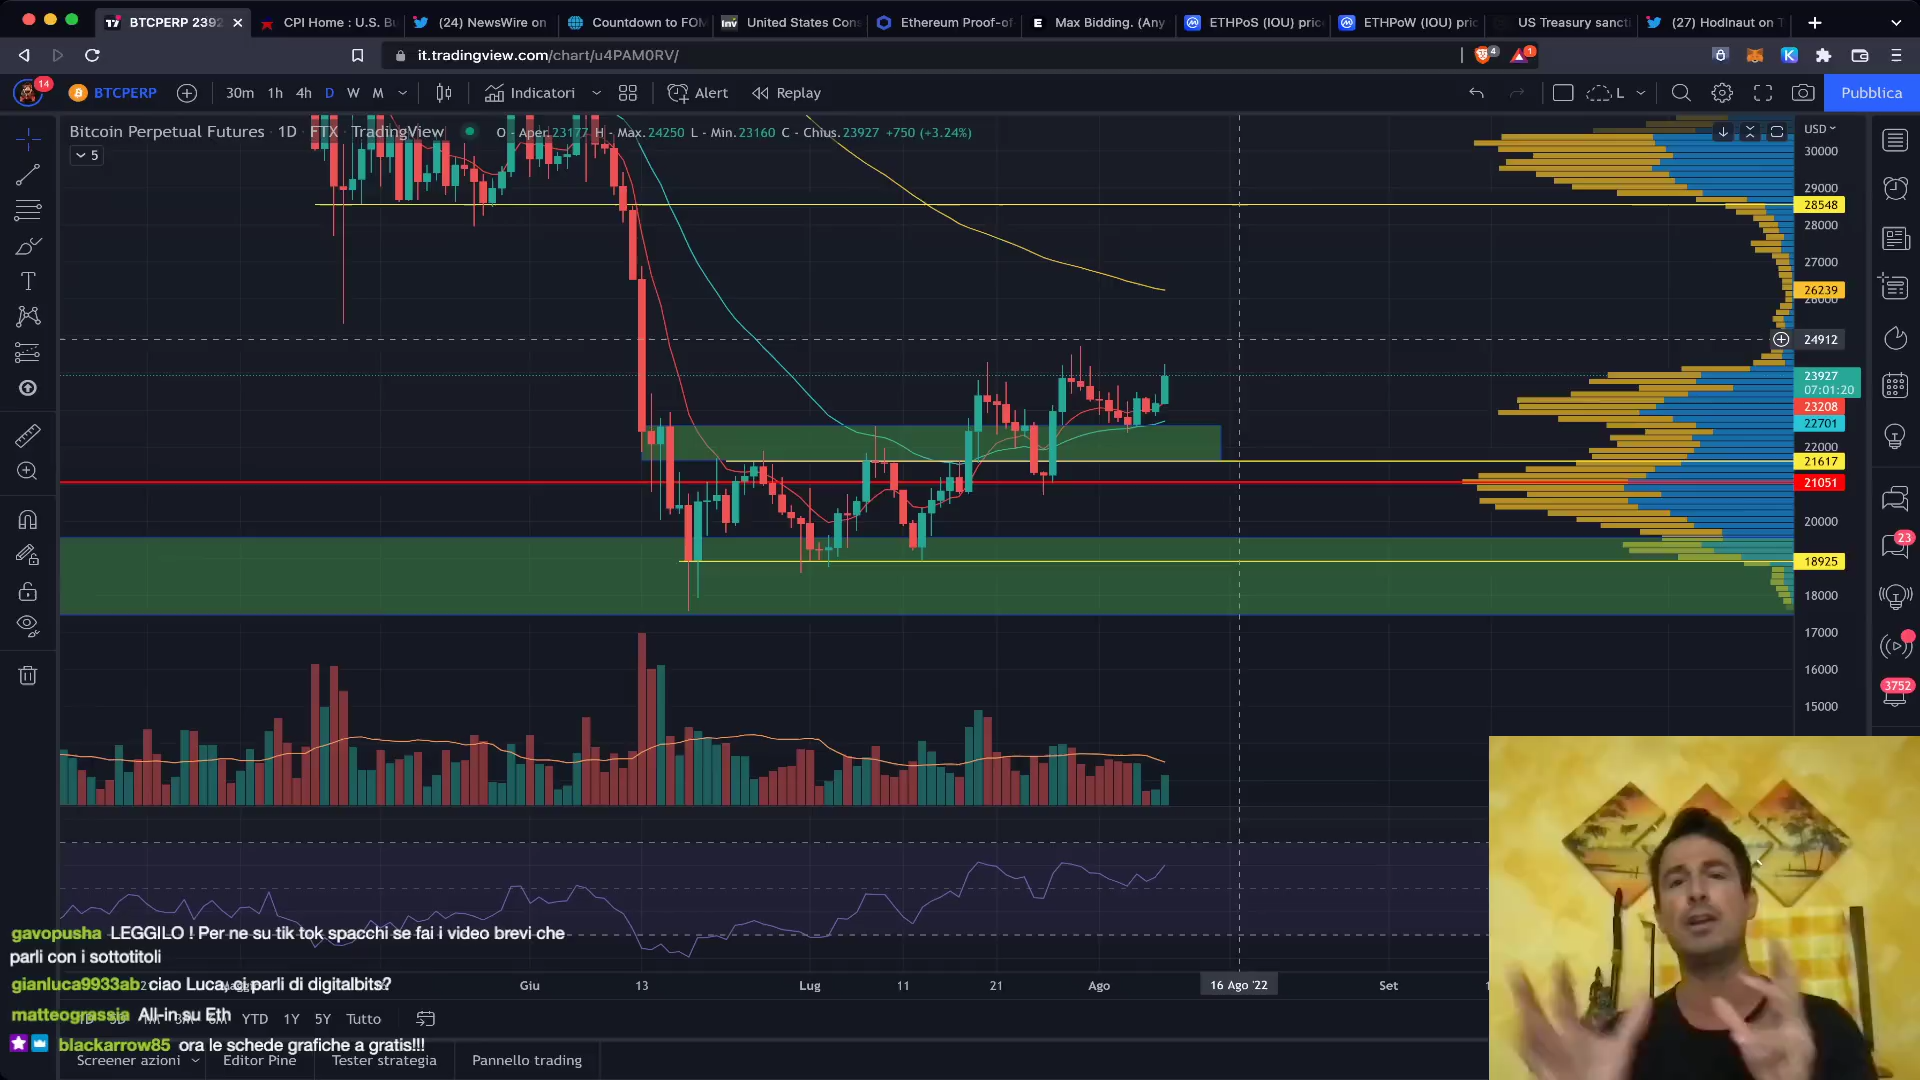 BTCPERP 2392
CPI Home : U.S. Bu
(24) NewsWire on
Countdown to FOM
United States Cons
Ethereum Proof-of
Max Bidding. (Any
ETHPoS (IOU) pric
ETHPoW (IOU) pric
US Treasury sancti
(27) Hodlnaut on T
it.tradingview.com/chart/u4PAM0RV/
4
1
14
BTCPERP
30m 1h 4h D W M
Indicatori
Alert
Replay
L
Pubblica
Bitcoin Perpetual Futures · 1D · FTX · TradingView
O - Aper.23177 H - Max.24250 L - Min.23160 C - Chius.23927 +750 (+3.24%)
USD
5
30000
29000
28548
28000
27000
26239
26000
24912
23927
07:01:20
23208
22701
22000
21617
21051
20000
18925
18000
17000
16000
15000
23
3752
gavopusha LEGGILO ! Per ne su tik tok spacchi se fai i video brevi che
parli con i sottotitoli
gianluca9933ab ciao Luca, ci parli di digitalbits?
Giu 13 Lug 11 21 Ago 16 Ago '22 Set
matteograssia All-in su Eth
YTD 1Y 5Y Tutto
blackarrow85 ora le schede grafiche a gratis!!!
Screener azioni Editor Pine Tester strategia Pannello trading